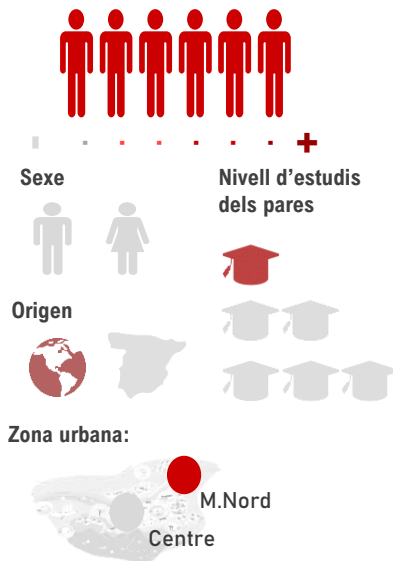 Sexe
Nivell d'estudis
dels pares
Origen
Zona urbana:
M.Nord
Centre